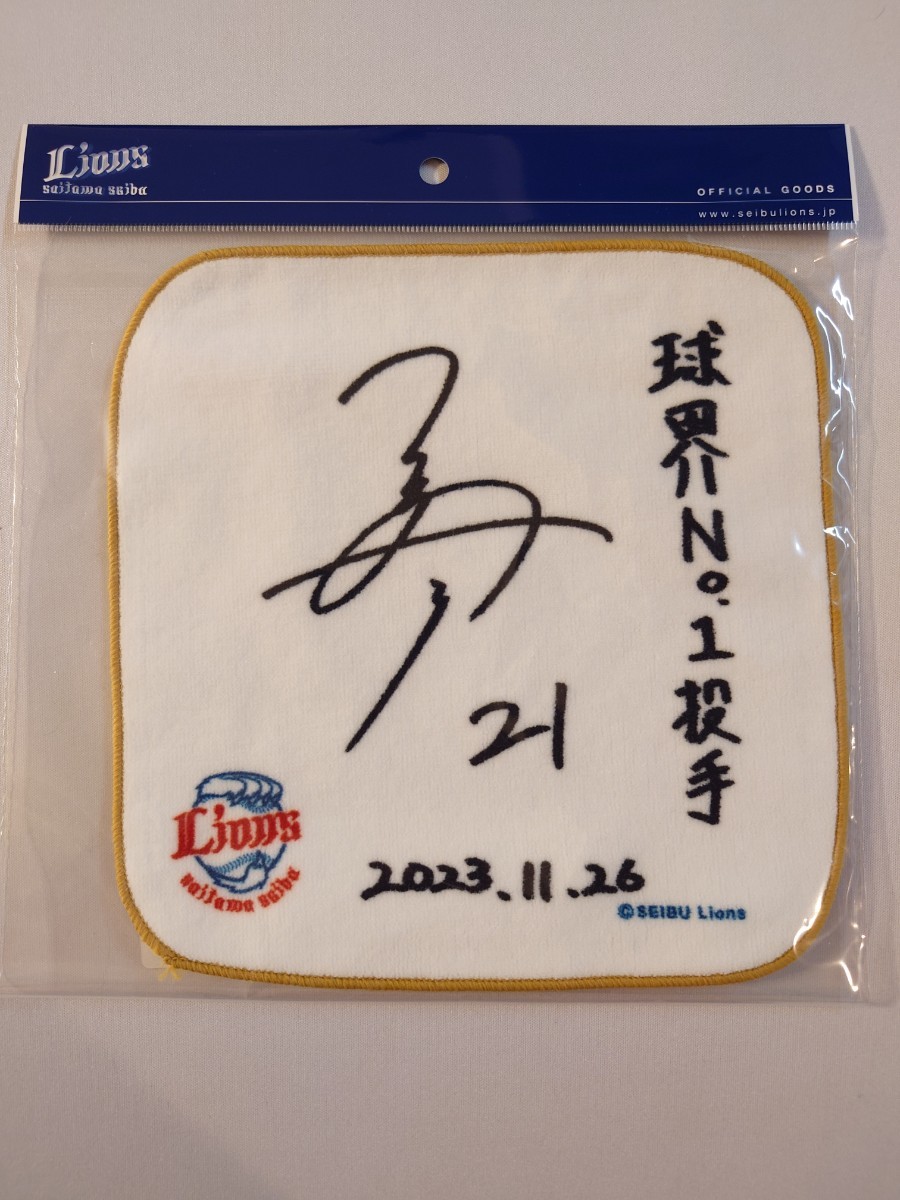 Lions
saitama seibu
OFFICIAL GOODS
www.seibulions.jp
球界No.1投手
21
Lions
saitama seibu
2023.11.26
©SEIBU Lions